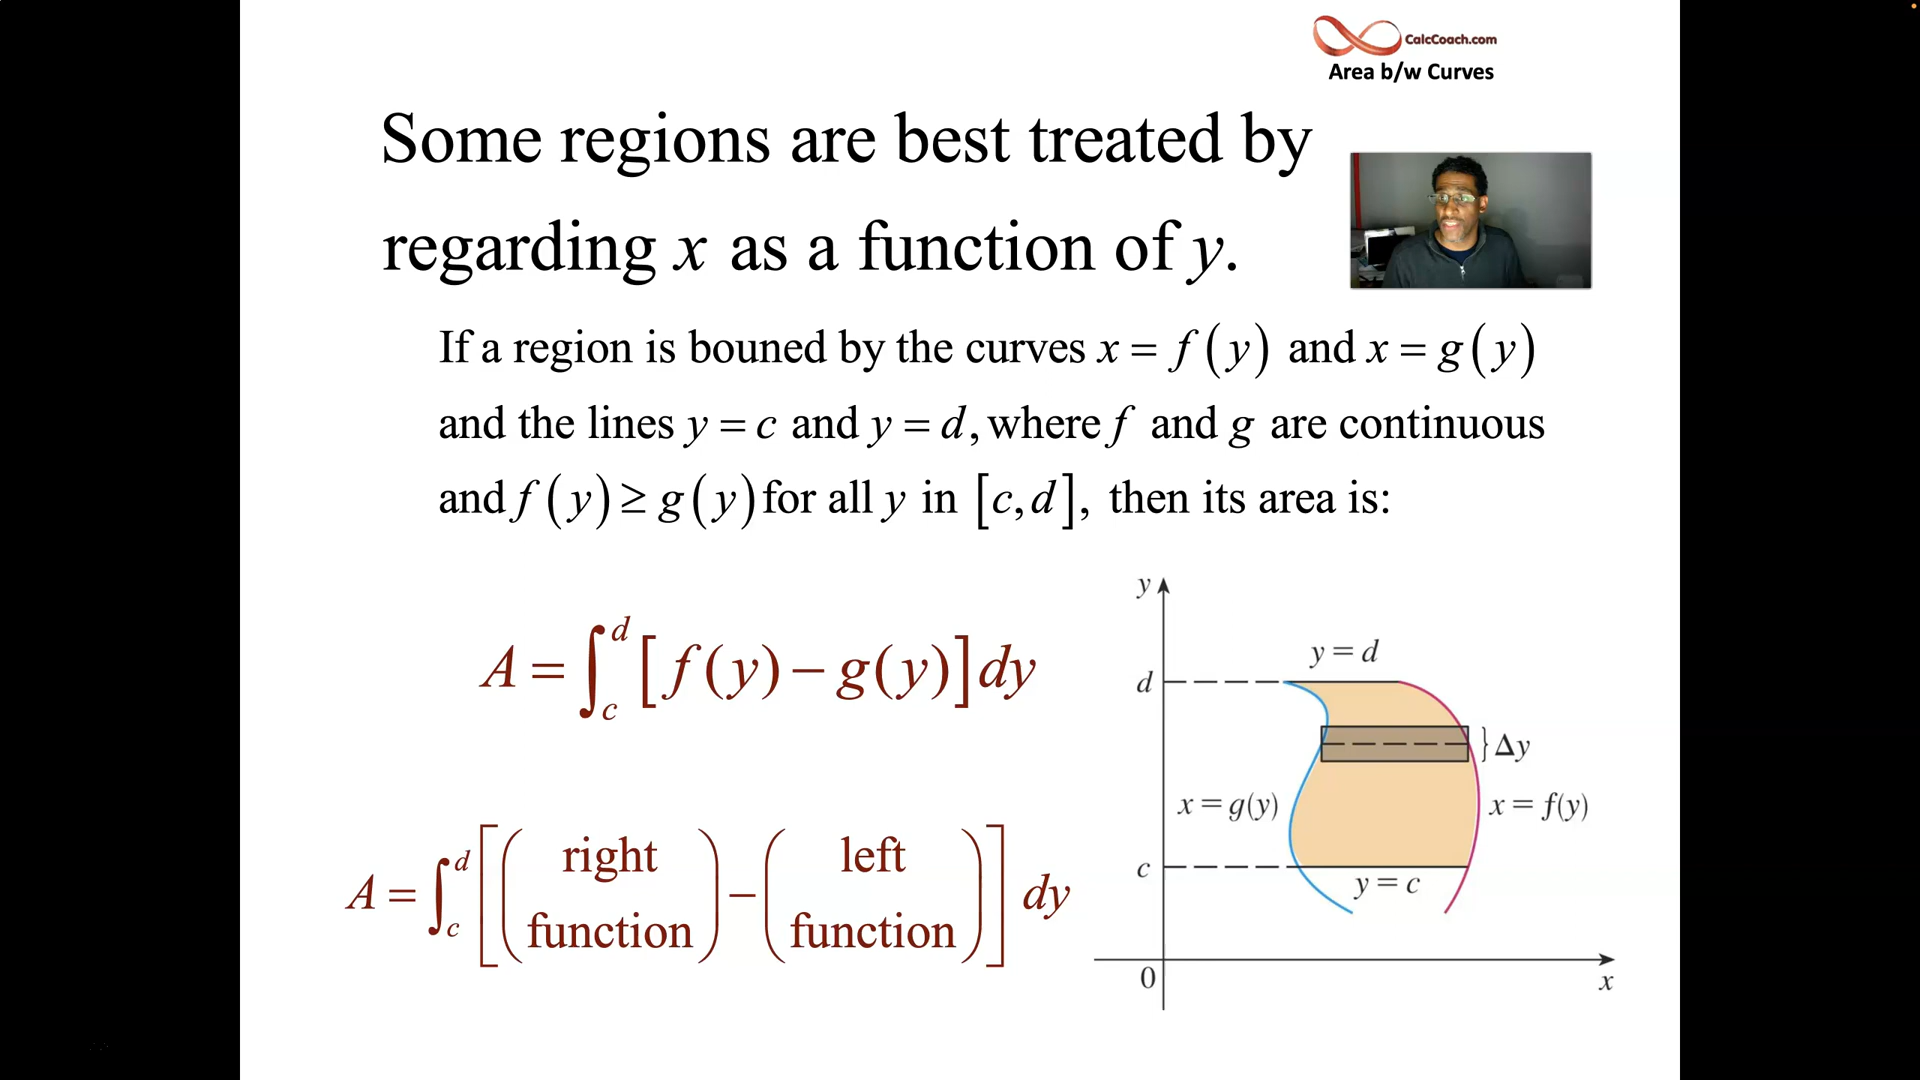 CalcCoach.com
Area b/w Curves
Some regions are best treated by
regarding x as a function of y.
If a region is bouned by the curves x = f(y) and x = g(y)
and the lines y = c and y = d, where f and g are continuous
and f(y) ≥ g(y) for all y in [c,d], then its area is:
A = ∫_c^d [f(y) − g(y)]dy
A = ∫_c^d [(right function) − (left function)] dy
y
y = d
d
Δy
x = g(y)
x = f(y)
c
y = c
0
x